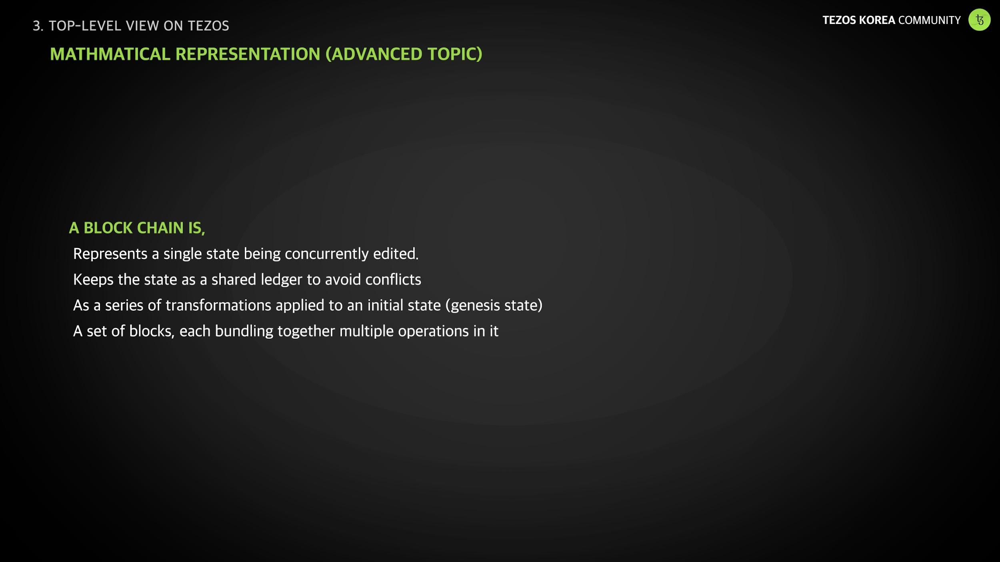 3. TOP-LEVEL VIEW ON TEZOS
TEZOS KOREA COMMUNITY
MATHMATICAL REPRESENTATION (ADVANCED TOPIC)
A BLOCK CHAIN IS,
Represents a single state being concurrently edited.
Keeps the state as a shared ledger to avoid conflicts
As a series of transformations applied to an initial state (genesis state)
A set of blocks, each bundling together multiple operations in it